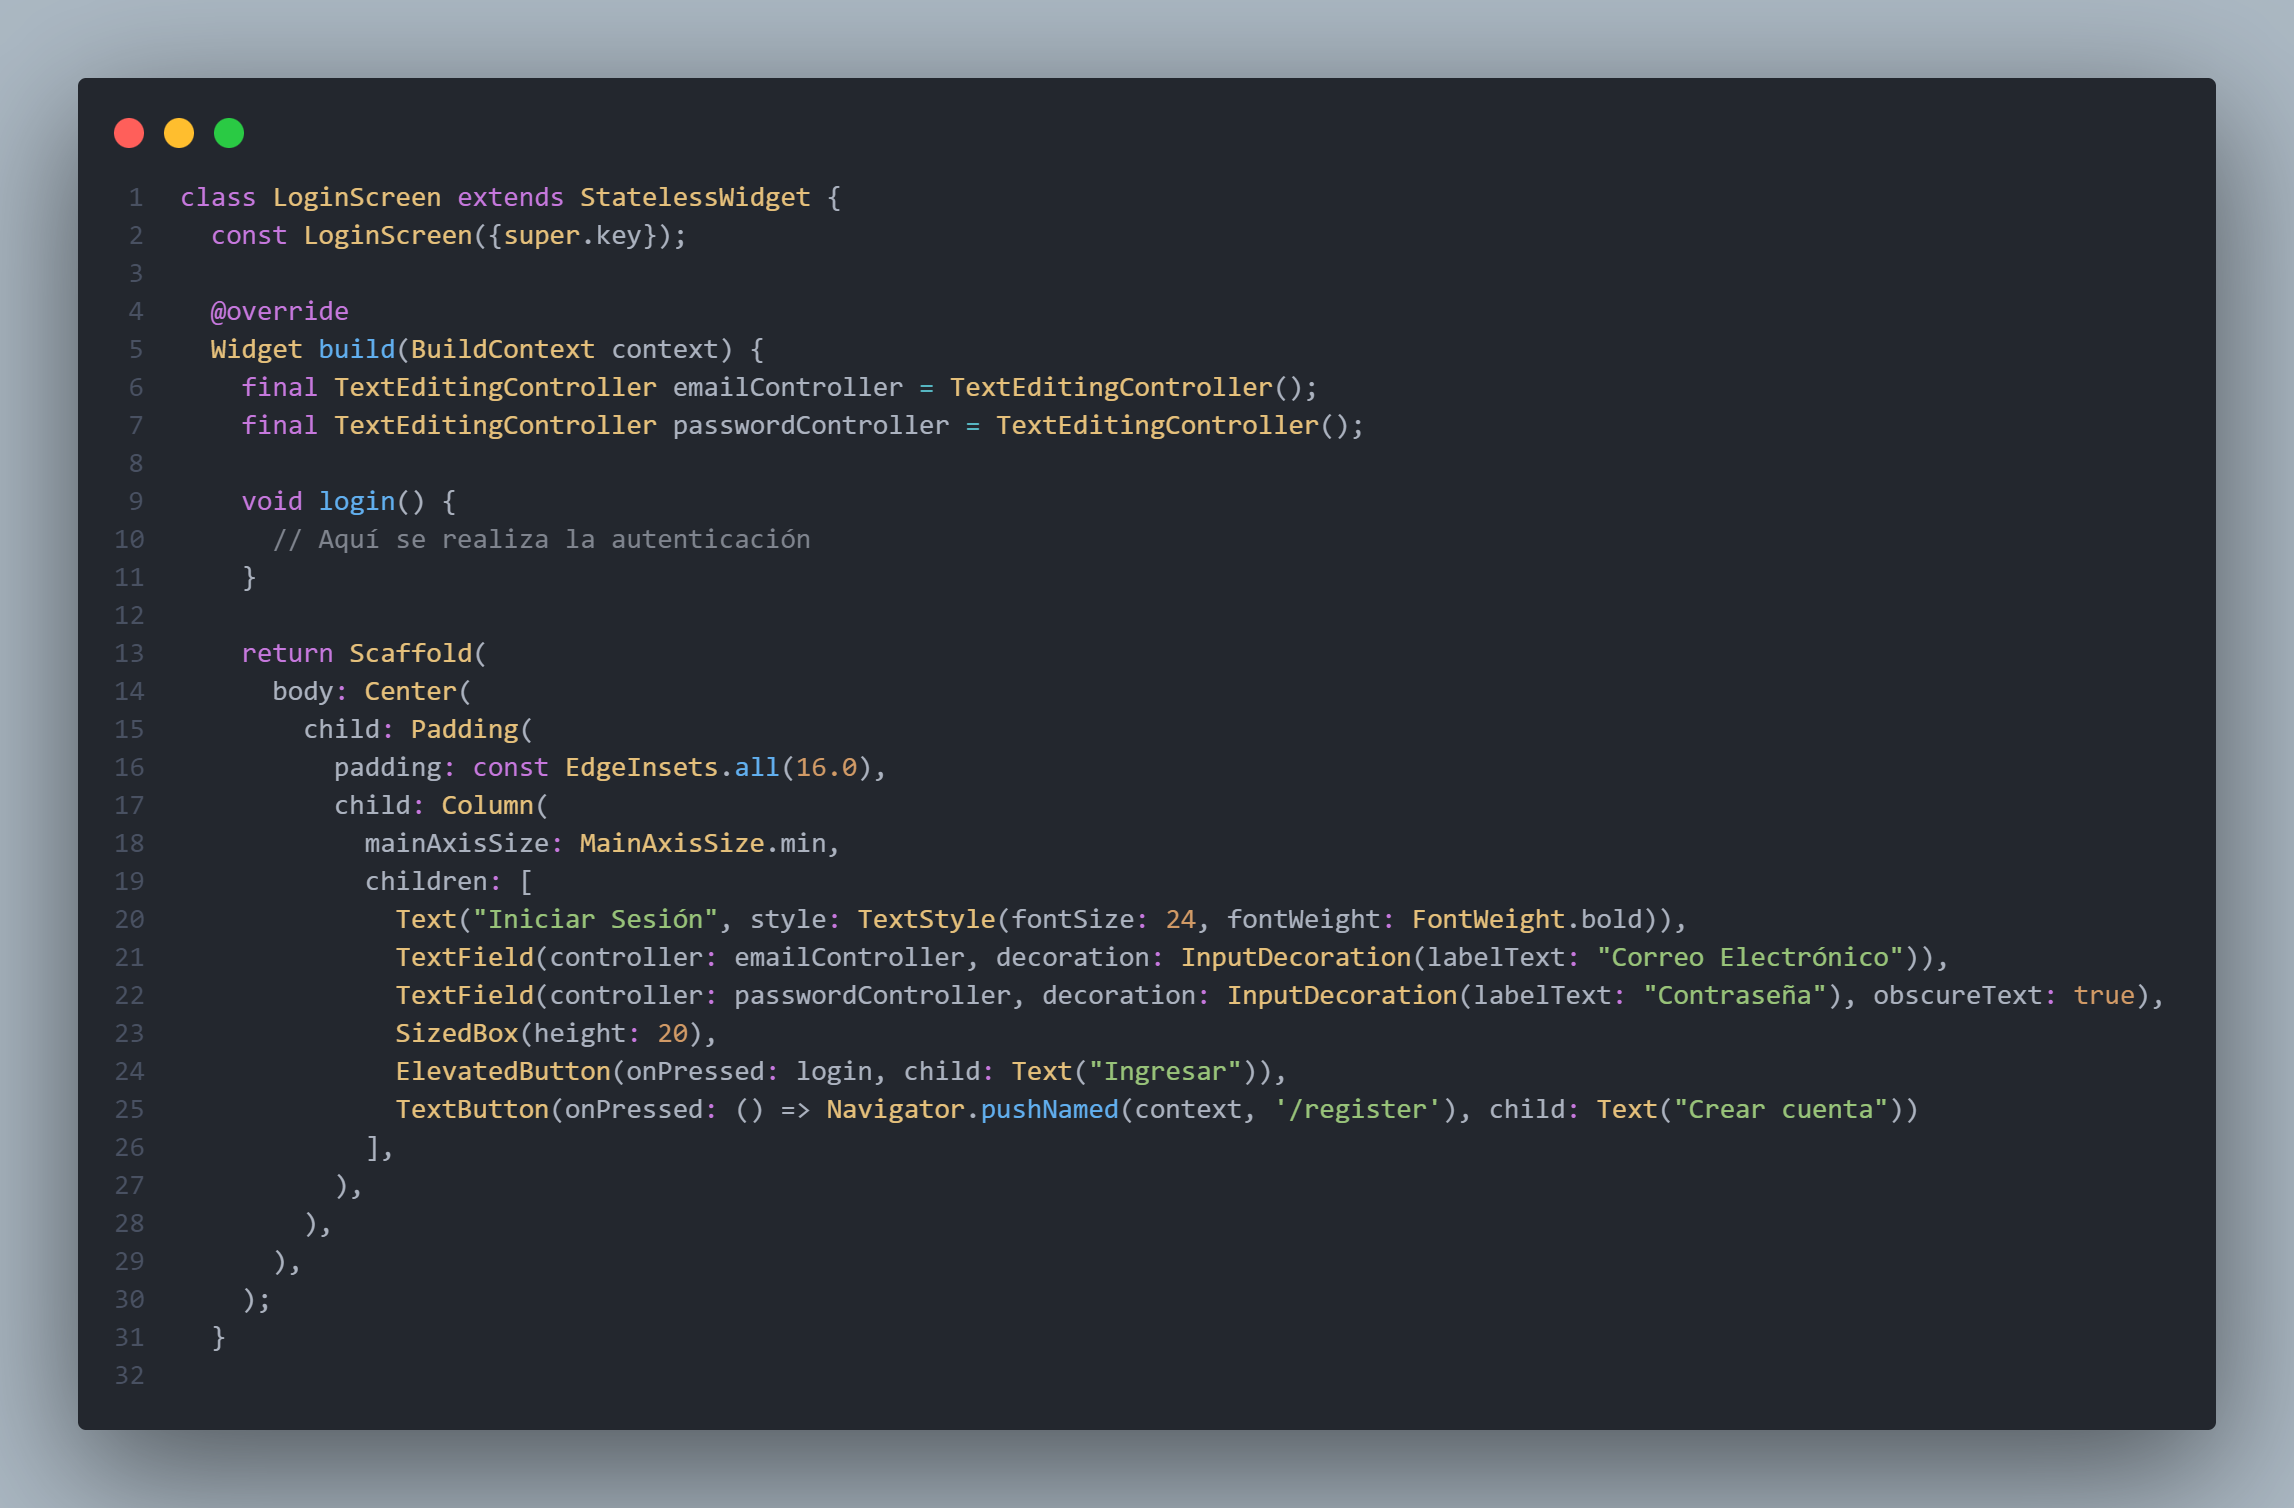 1 class LoginScreen extends StatelessWidget {
2   const LoginScreen({super.key});
3
4   @override
5   Widget build(BuildContext context) {
6     final TextEditingController emailController = TextEditingController();
7     final TextEditingController passwordController = TextEditingController();
8
9     void login() {
10       // Aquí se realiza la autenticación
11     }
12
13     return Scaffold(
14       body: Center(
15         child: Padding(
16           padding: const EdgeInsets.all(16.0),
17           child: Column(
18             mainAxisSize: MainAxisSize.min,
19             children: [
20               Text("Iniciar Sesión", style: TextStyle(fontSize: 24, fontWeight: FontWeight.bold)),
21               TextField(controller: emailController, decoration: InputDecoration(labelText: "Correo Electrónico")),
22               TextField(controller: passwordController, decoration: InputDecoration(labelText: "Contraseña"), obscureText: true),
23               SizedBox(height: 20),
24               ElevatedButton(onPressed: login, child: Text("Ingresar")),
25               TextButton(onPressed: () => Navigator.pushNamed(context, '/register'), child: Text("Crear cuenta"))
26             ],
27           ),
28         ),
29       ),
30     );
31   }
32